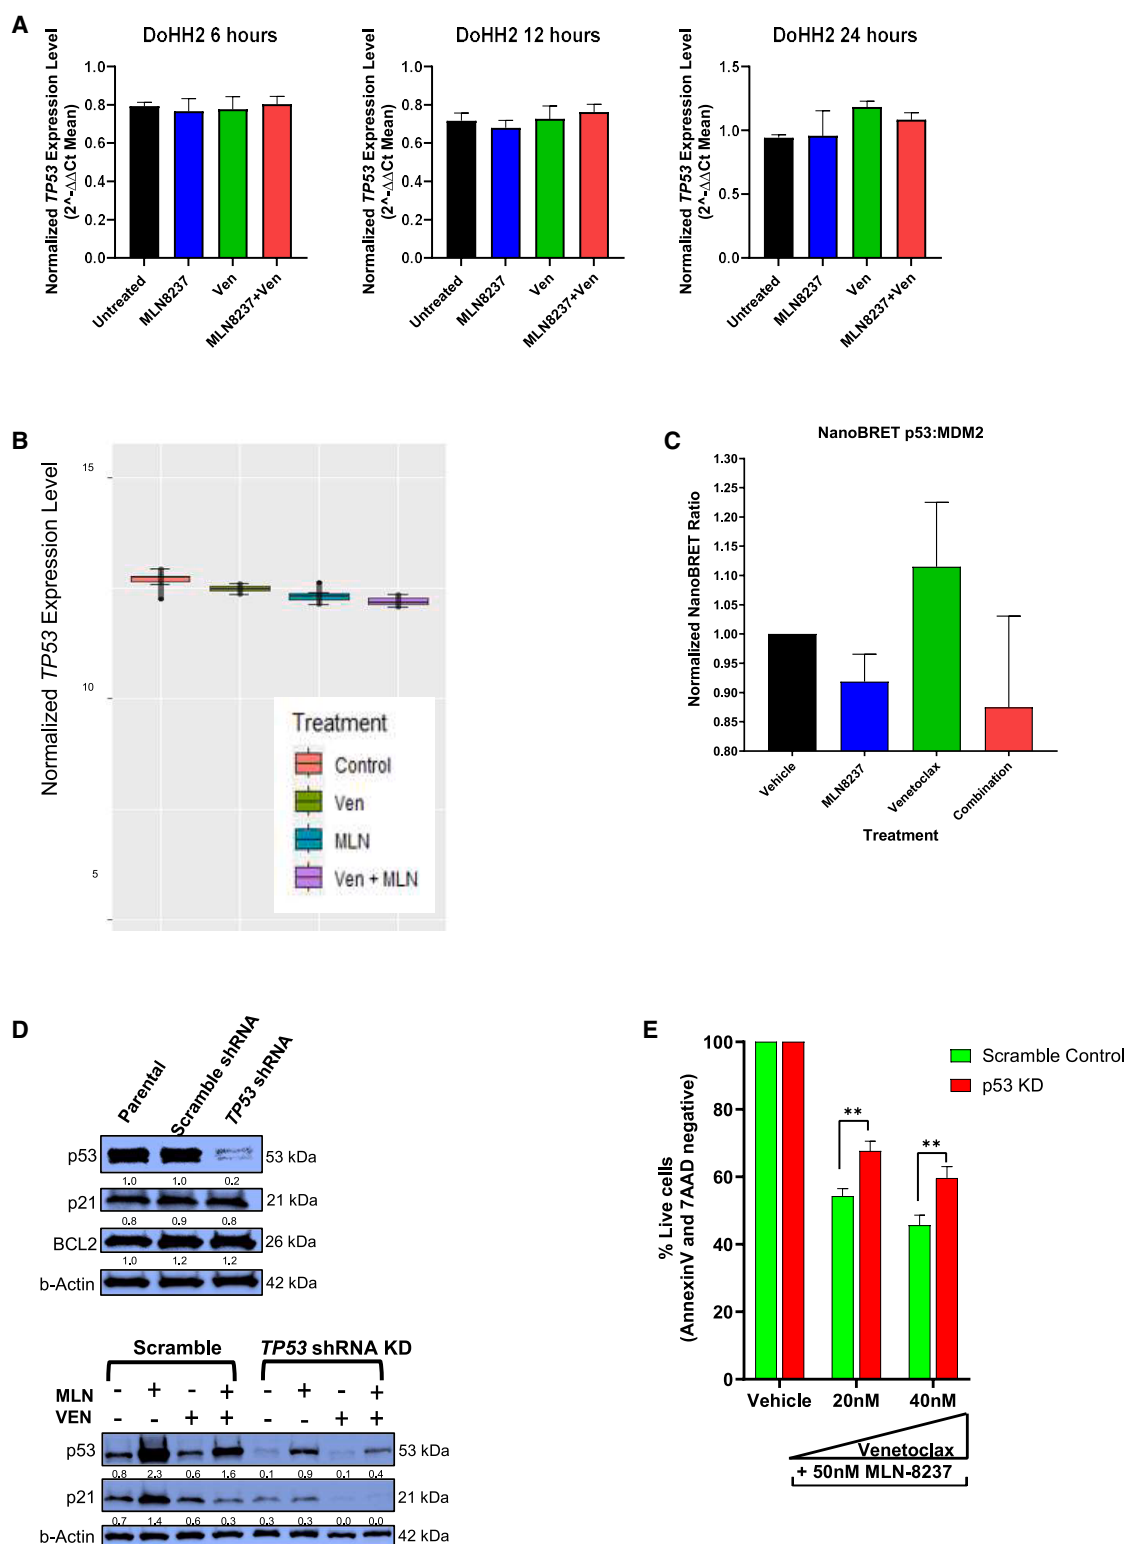 A
DoHH2 6 hours
Normalized TP53 Expression Level
(2^-ΔΔCt Mean)
1.0
0.8
0.6
0.4
0.2
0.0
Untreated
MLN8237
Ven
MLN8237+Ven
DoHH2 12 hours
Normalized TP53 Expression Level
(2^-ΔΔCt Mean)
1.0
0.8
0.6
0.4
0.2
0.0
Untreated
MLN8237
Ven
MLN8237+Ven
DoHH2 24 hours
Normalized TP53 Expression Level
(2^-ΔΔCt Mean)
1.5
1.0
0.5
0.0
Untreated
MLN8237
Ven
MLN8237+Ven
B
Normalized TP53 Expression Level
15
10
5
Treatment
Control
Ven
MLN
Ven + MLN
C
NanoBRET p53:MDM2
Normalized NanoBRET Ratio
1.30
1.25
1.20
1.15
1.10
1.05
1.00
0.95
0.90
0.85
0.80
Vehicle
MLN8237
Venetoclax
Combination
Treatment
D
Parental
Scramble shRNA
TP53 shRNA
p53 53 kDa
1.0 1.0 0.2
p21 21 kDa
0.8 0.9 0.8
BCL2 26 kDa
1.0 1.2 1.2
b-Actin 42 kDa
Scramble TP53 shRNA KD
MLN - + - + - + - +
VEN - - + + - - + +
p53 53 kDa
0.8 2.3 0.6 1.6 0.1 0.9 0.1 0.4
p21 21 kDa
0.7 1.4 0.6 0.3 0.3 0.3 0.0 0.0
b-Actin 42 kDa
E
% Live cells
(AnnexinV and 7AAD negative)
100
80
60
40
20
0
**
**
Scramble Control
p53 KD
Vehicle 20nM 40nM
Venetoclax
+ 50nM MLN-8237